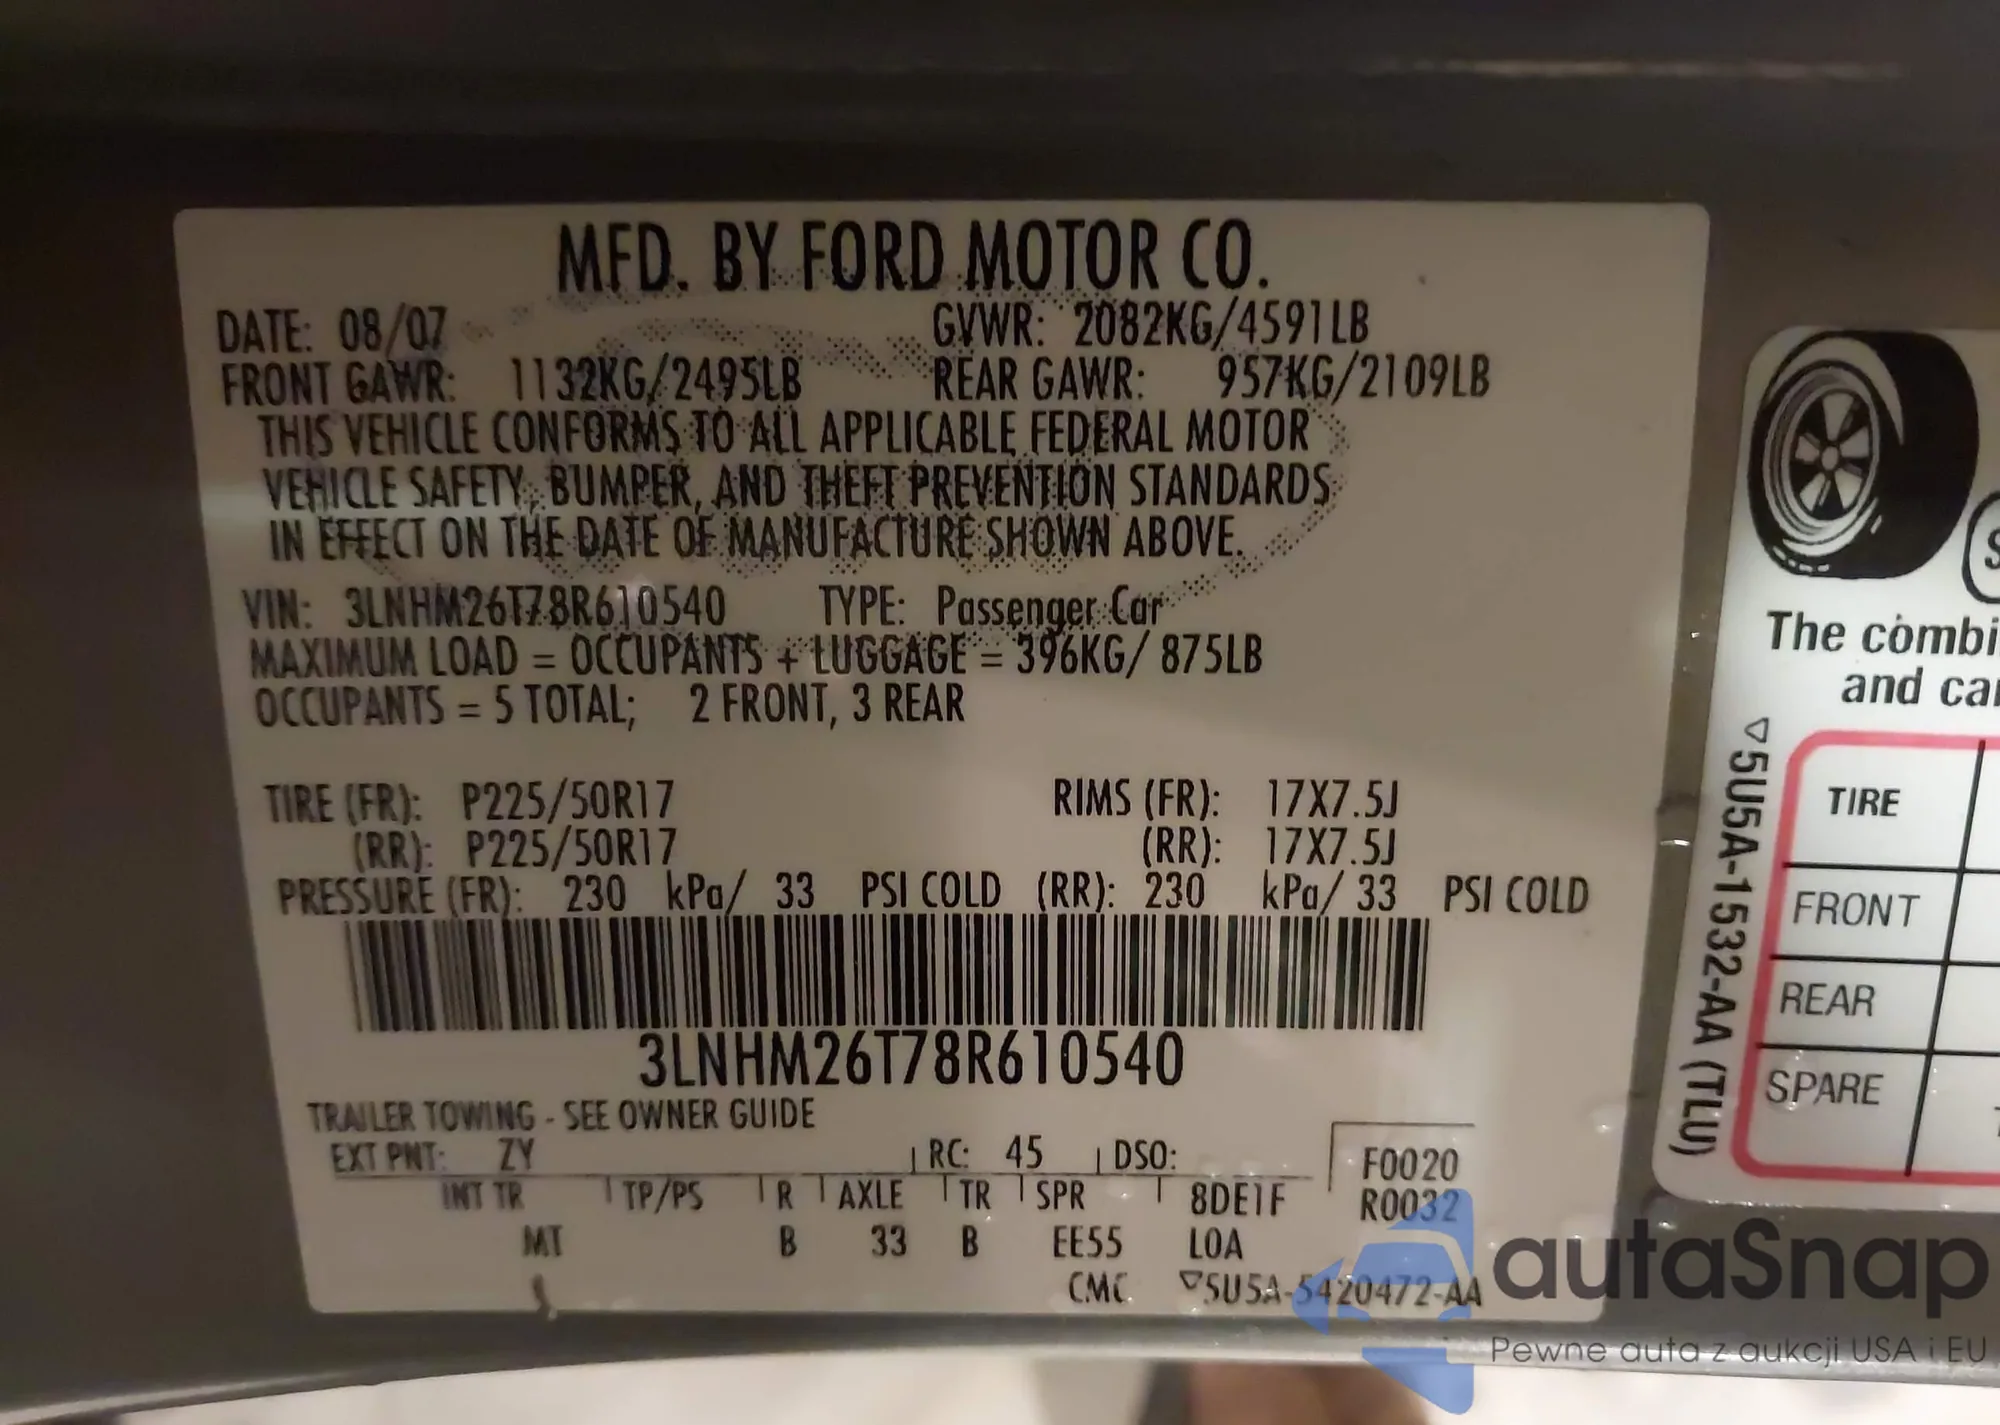 MFD. BY FORD MOTOR CO.
DATE: 08/07 GVWR: 2082KG/4591LB
FRONT GAWR: 1132KG/2495LB REAR GAWR: 957KG/2109LB
THIS VEHICLE CONFORMS TO ALL APPLICABLE FEDERAL MOTOR
VEHICLE SAFETY, BUMPER, AND THEFT PREVENTION STANDARDS
IN EFFECT ON THE DATE OF MANUFACTURE SHOWN ABOVE.
VIN: 3LNHM26T78R610540 TYPE: Passenger Car
MAXIMUM LOAD = OCCUPANTS + LUGGAGE = 396KG/ 875LB
OCCUPANTS = 5 TOTAL; 2 FRONT, 3 REAR
TIRE (FR): P225/50R17 RIMS (FR): 17X7.5J
(RR): P225/50R17 (RR): 17X7.5J
PRESSURE (FR): 230 kPa/ 33 PSI COLD (RR): 230 kPa/ 33 PSI COLD
3LNHM26T78R610540
TRAILER TOWING - SEE OWNER GUIDE
EXT PNT: ZY RC: 45 DSO: F0020
INT TR TP/PS R AXLE TR SPR 8DE1F R0032
MT B 33 B EE55 LOA
CMC ▽5U5A-5420472-AA
The combi
and ca
▽5U5A-1532-AA (TLU)
TIRE
FRONT
REAR
SPARE
autaSnap
Pewne auta z aukcji USA i EU